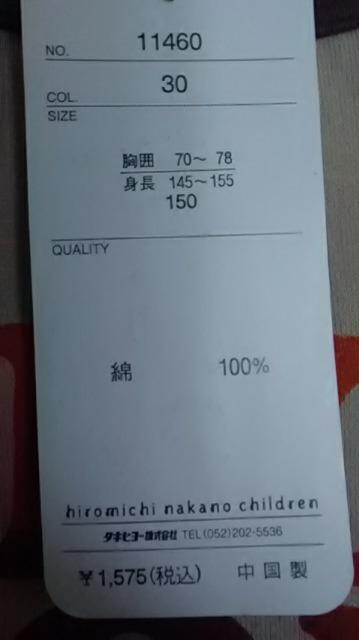 NO. 11460
COL. 30
SIZE
胸囲 70～ 78
身長 145～155
150
QUALITY
綿 100%
hiromichi nakano children
タキヒヨー株式会社 TEL(052)202-5536
¥1,575(税込) 中国製